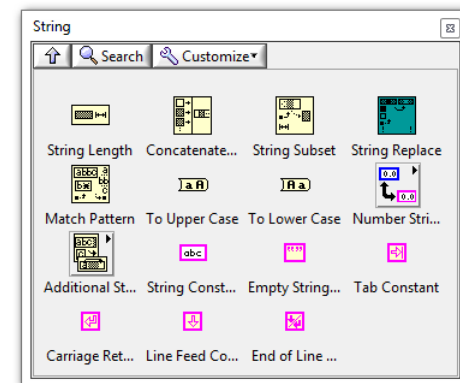 String
Search Customize
String Length Concatenate... String Subset String Replace
Match Pattern To Upper Case To Lower Case Number Stri...
Additional St... String Const... Empty String... Tab Constant
Carriage Ret... Line Feed Co... End of Line ...